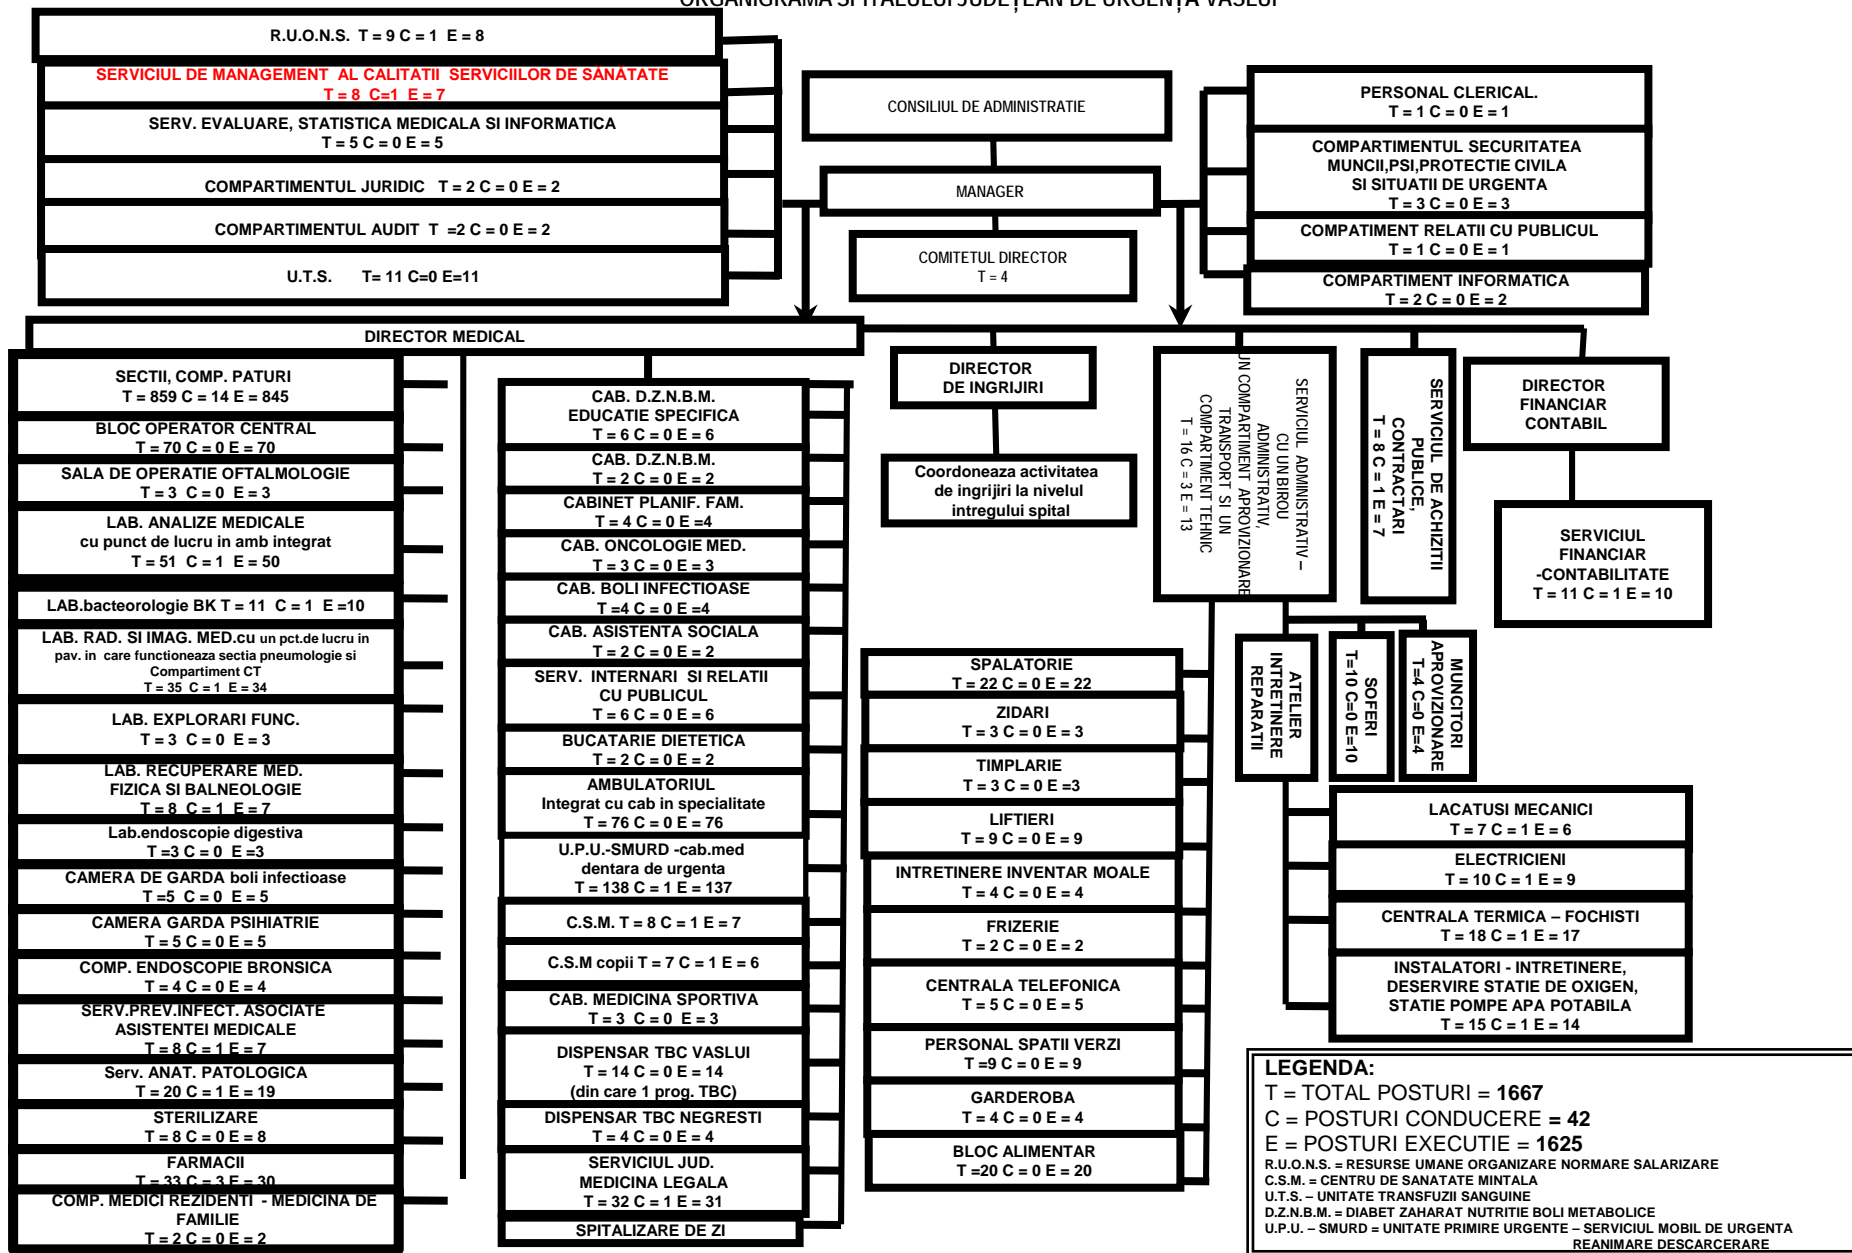 ORGANIGRAMA SPITALULUI JUDEȚEAN DE URGENȚĂ VASLUI
R.U.O.N.S. T = 9 C = 1 E = 8
SERVICIUL DE MANAGEMENT AL CALITATII SERVICIILOR DE SĂNĂTATE
T = 8 C=1 E = 7
SERV. EVALUARE, STATISTICA MEDICALA SI INFORMATICA
T = 5 C = 0 E = 5
COMPARTIMENTUL JURIDIC T = 2 C = 0 E = 2
COMPARTIMENTUL AUDIT T =2 C = 0 E = 2
U.T.S. T= 11 C=0 E=11
CONSILIUL DE ADMINISTRATIE
MANAGER
COMITETUL DIRECTOR
T = 4
PERSONAL CLERICAL.
T = 1 C = 0 E = 1
COMPARTIMENTUL SECURITATEA
MUNCII,PSI,PROTECTIE CIVILA
SI SITUATII DE URGENTA
T = 3 C = 0 E = 3
COMPATIMENT RELATII CU PUBLICUL
T = 1 C = 0 E = 1
COMPARTIMENT INFORMATICA
T = 2 C = 0 E = 2
DIRECTOR MEDICAL
SECTII, COMP. PATURI
T = 859 C = 14 E = 845
BLOC OPERATOR CENTRAL
T = 70 C = 0 E = 70
SALA DE OPERATIE OFTALMOLOGIE
T = 3 C = 0 E = 3
LAB. ANALIZE MEDICALE
cu punct de lucru in amb integrat
T = 51 C = 1 E = 50
LAB.bacteorologie BK T = 11 C = 1 E =10
LAB. RAD. SI IMAG. MED.cu un pct.de lucru in
pav. in care functioneaza sectia pneumologie si
Compartiment CT
T = 35 C = 1 E = 34
LAB. EXPLORARI FUNC.
T = 3 C = 0 E = 3
LAB. RECUPERARE MED.
FIZICA SI BALNEOLOGIE
T = 8 C = 1 E = 7
Lab.endoscopie digestiva
T =3 C = 0 E =3
CAMERA DE GARDA boli infectioase
T =5 C = 0 E = 5
CAMERA GARDA PSIHIATRIE
T = 5 C = 0 E = 5
COMP. ENDOSCOPIE BRONSICA
T = 4 C = 0 E = 4
SERV.PREV.INFECT. ASOCIATE
ASISTENTEI MEDICALE
T = 8 C = 1 E = 7
Serv. ANAT. PATOLOGICA
T = 20 C = 1 E = 19
STERILIZARE
T = 8 C = 0 E = 8
FARMACII
T = 33 C = 3 E = 30
COMP. MEDICI REZIDENTI - MEDICINA DE
FAMILIE
T = 2 C = 0 E = 2
CAB. D.Z.N.B.M.
EDUCATIE SPECIFICA
T = 6 C = 0 E = 6
CAB. D.Z.N.B.M.
T = 2 C = 0 E = 2
CABINET PLANIF. FAM.
T = 4 C = 0 E =4
CAB. ONCOLOGIE MED.
T = 3 C = 0 E = 3
CAB. BOLI INFECTIOASE
T =4 C = 0 E =4
CAB. ASISTENTA SOCIALA
T = 2 C = 0 E = 2
SERV. INTERNARI SI RELATII
CU PUBLICUL
T = 6 C = 0 E = 6
BUCATARIE DIETETICA
T = 2 C = 0 E = 2
AMBULATORIUL
Integrat cu cab in specialitate
T = 76 C = 0 E = 76
U.P.U.-SMURD -cab.med
dentara de urgenta
T = 138 C = 1 E = 137
C.S.M. T = 8 C = 1 E = 7
C.S.M copii T = 7 C = 1 E = 6
CAB. MEDICINA SPORTIVA
T = 3 C = 0 E = 3
DISPENSAR TBC VASLUI
T = 14 C = 0 E = 14
(din care 1 prog. TBC)
DISPENSAR TBC NEGRESTI
T = 4 C = 0 E = 4
SERVICIUL JUD.
MEDICINA LEGALA
T = 32 C = 1 E = 31
SPITALIZARE DE ZI
DIRECTOR
DE INGRIJIRI
Coordoneaza activitatea
de ingrijiri la nivelul
intregului spital
SERVICIUL ADMINISTRATIV –
CU UN BIROU
ADMINISTRATIV,
UN COMPARTIMENT APROVIZIONARE
TRANSPORT SI UN
COMPARTIMENT TEHNIC
T = 16 C = 3 E = 13
SERVICIUL DE ACHIZITII
PUBLICE,
CONTRACTARI
T = 8 C = 1 E = 7
DIRECTOR
FINANCIAR
CONTABIL
SERVICIUL
FINANCIAR
-CONTABILITATE
T = 11 C = 1 E = 10
SPALATORIE
T = 22 C = 0 E = 22
ZIDARI
T = 3 C = 0 E = 3
TIMPLARIE
T = 3 C = 0 E =3
LIFTIERI
T = 9 C = 0 E = 9
INTRETINERE INVENTAR MOALE
T = 4 C = 0 E = 4
FRIZERIE
T = 2 C = 0 E = 2
CENTRALA TELEFONICA
T = 5 C = 0 E = 5
PERSONAL SPATII VERZI
T =9 C = 0 E = 9
GARDEROBA
T = 4 C = 0 E = 4
BLOC ALIMENTAR
T =20 C = 0 E = 20
ATELIER
INTRETINERE
REPARATII
SOFERI
T=10 C=0 E=10
MUNCITORI
APROVIZIONARE
T=4 C=0 E=4
LACATUSI MECANICI
T = 7 C = 1 E = 6
ELECTRICIENI
T = 10 C = 1 E = 9
CENTRALA TERMICA – FOCHISTI
T = 18 C = 1 E = 17
INSTALATORI - INTRETINERE,
DESERVIRE STATIE DE OXIGEN,
STATIE POMPE APA POTABILA
T = 15 C = 1 E = 14
LEGENDA:
T = TOTAL POSTURI = 1667
C = POSTURI CONDUCERE = 42
E = POSTURI EXECUTIE = 1625
R.U.O.N.S. = RESURSE UMANE ORGANIZARE NORMARE SALARIZARE
C.S.M. = CENTRU DE SANATATE MINTALA
U.T.S. – UNITATE TRANSFUZII SANGUINE
D.Z.N.B.M. = DIABET ZAHARAT NUTRITIE BOLI METABOLICE
U.P.U. – SMURD = UNITATE PRIMIRE URGENTE – SERVICIUL MOBIL DE URGENTA
REANIMARE DESCARCERARE